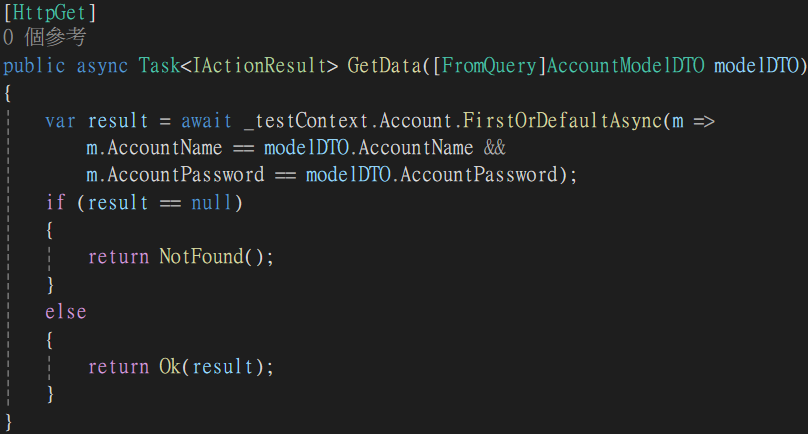 [HttpGet]
0 個參考
public async Task<IActionResult> GetData([FromQuery]AccountModelDTO modelDTO)
{
    var result = await _testContext.Account.FirstOrDefaultAsync(m =>
        m.AccountName == modelDTO.AccountName &&
        m.AccountPassword == modelDTO.AccountPassword);
    if (result == null)
    {
        return NotFound();
    }
    else
    {
        return Ok(result);
    }
}